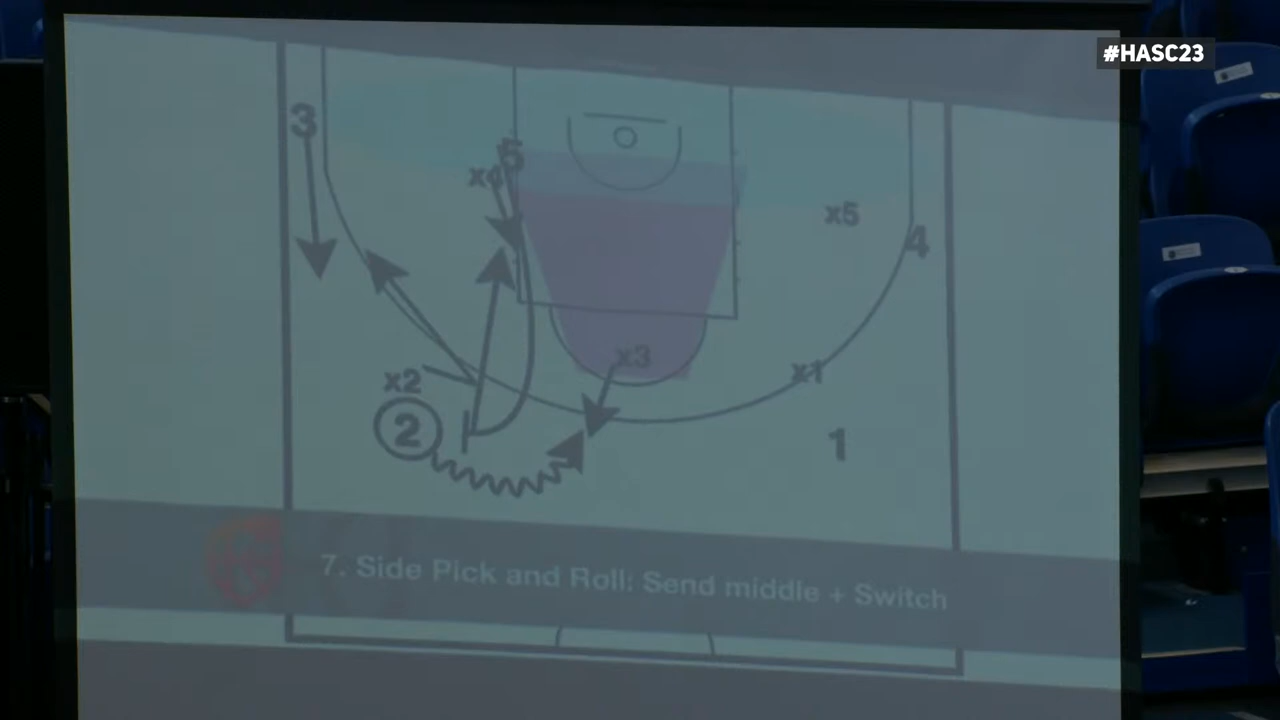 #HASC23
3
5
x4
x5
4
x3
x1
x2
2
1
7. Side Pick and Roll: Send middle + Switch